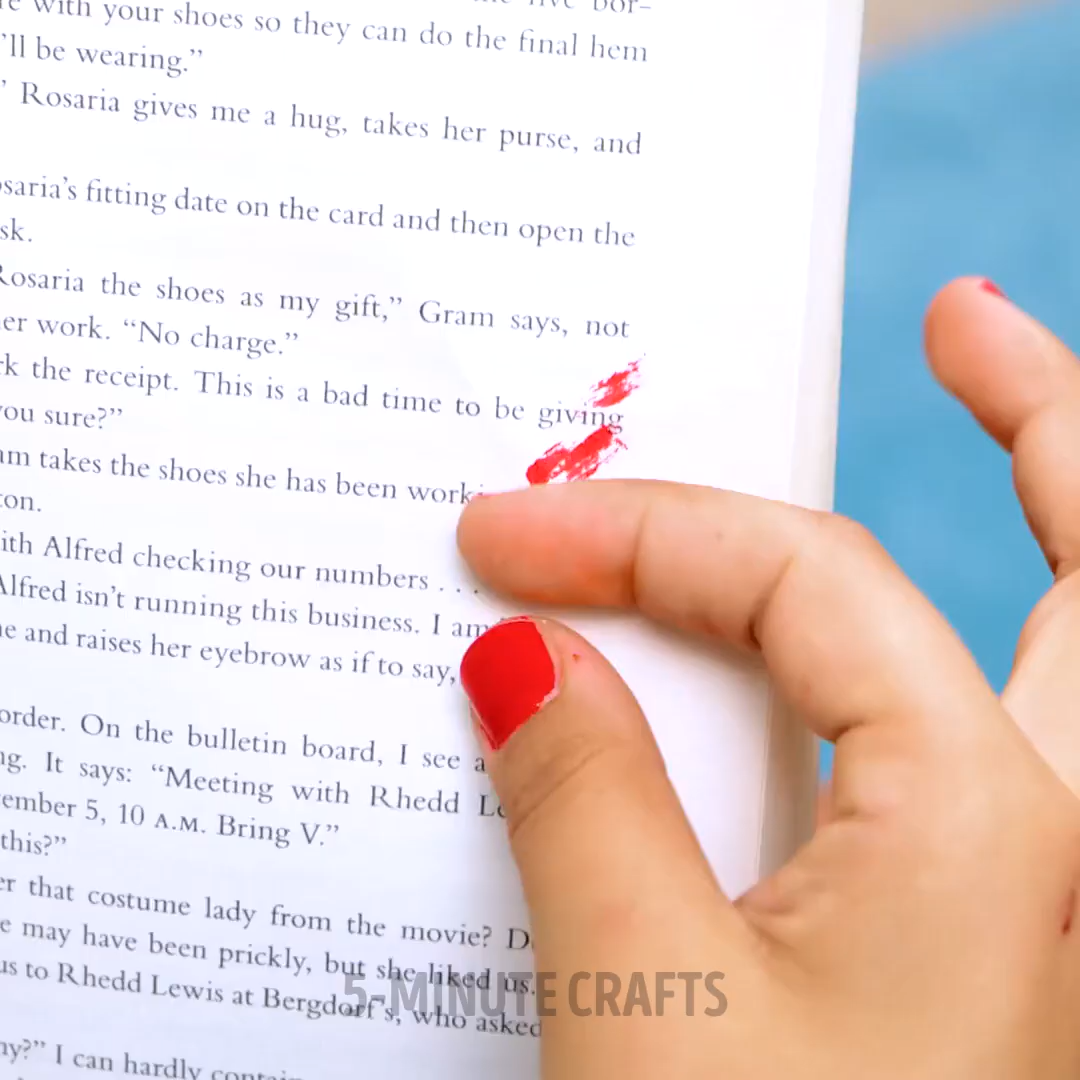 with your shoes so they can do the final hem
'll be wearing.”
” Rosaria gives me a hug, takes her purse, and
osaria’s fitting date on the card and then open the
sk.
Rosaria the shoes as my gift,” Gram says, not
er work. “No charge.”
k the receipt. This is a bad time to be giving
you sure?”
am takes the shoes she has been work
ton.
ith Alfred checking our numbers . . .
Alfred isn’t running this business. I am
e and raises her eyebrow as if to say,
order. On the bulletin board, I see a
ng. It says: “Meeting with Rhedd Le
ember 5, 10 A.M. Bring V.”
this?”
er that costume lady from the movie? D
e may have been prickly, but she liked us.
us to Rhedd Lewis at Bergdorf’s, who asked
ny?” I can hardly contain
5-MINUTE CRAFTS